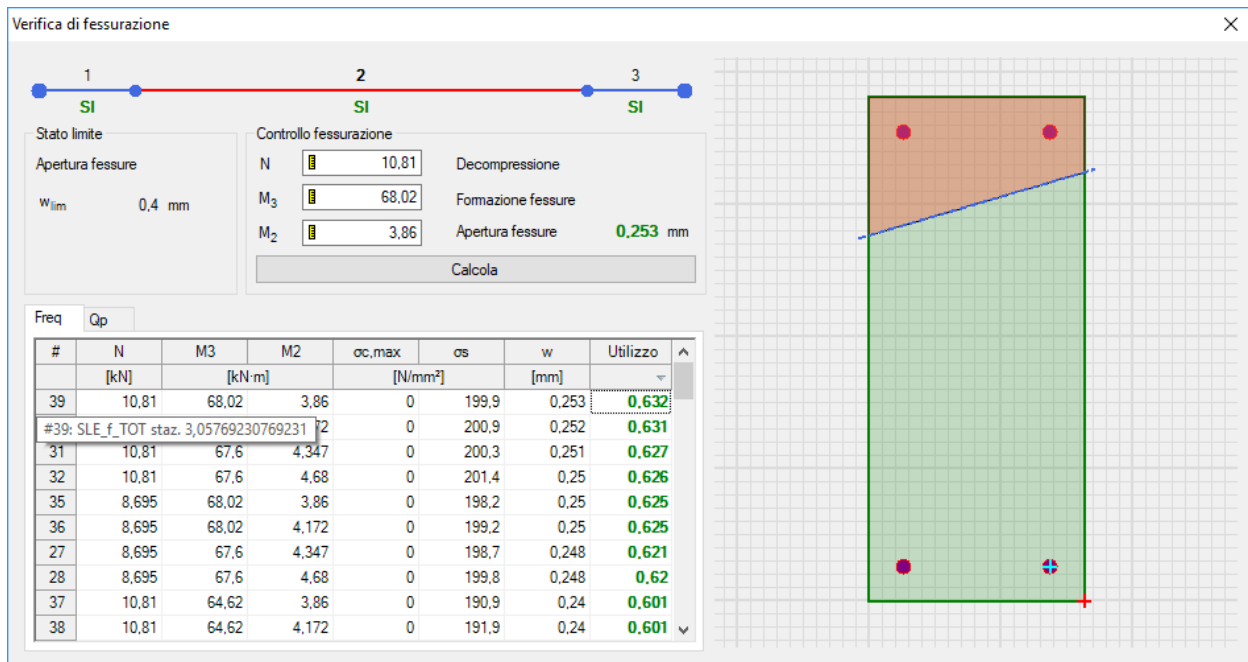 Verifica di fessurazione
1 2 3
SI SI SI
Stato limite
Apertura fessure
wlim 0,4 mm
Controllo fessurazione
N 10,81 Decompressione
M3 68,02 Formazione fessure
M2 3,86 Apertura fessure 0,253 mm
Calcola
Freq Qp
# N M3 M2 σc,max σs w Utilizzo
[kN] [kN·m] [N/mm²] [mm]
39 10,81 68,02 3,86 0 199,9 0,253 0,632
#39: SLE_f_TOT staz. 3,05769230769231 72 0 200,9 0,252 0,631
31 10,81 67,6 4,347 0 200,3 0,251 0,627
32 10,81 67,6 4,68 0 201,4 0,25 0,626
35 8,695 68,02 3,86 0 198,2 0,25 0,625
36 8,695 68,02 4,172 0 199,2 0,25 0,625
27 8,695 67,6 4,347 0 198,7 0,248 0,621
28 8,695 67,6 4,68 0 199,8 0,248 0,62
37 10,81 64,62 3,86 0 190,9 0,24 0,601
38 10,81 64,62 4,172 0 191,9 0,24 0,601